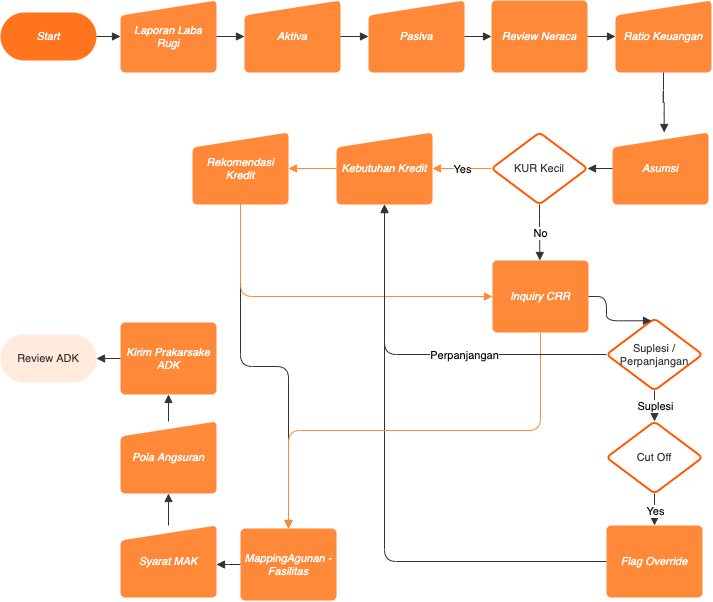 Start
Laporan Laba
Rugi
Aktiva
Pasiva
Review Neraca
Ratio Keuangan
Rekomendasi
Kredit
Kebutuhan Kredit
Yes
KUR Kecil
Asumsi
No
Inquiry CRR
Review ADK
Kirim Prakarsake
ADK
Perpanjangan
Suplesi /
Perpanjangan
Suplesi
Pola Angsuran
Cut Off
Yes
Syarat MAK
MappingAgunan -
Fasilitas
Flag Override